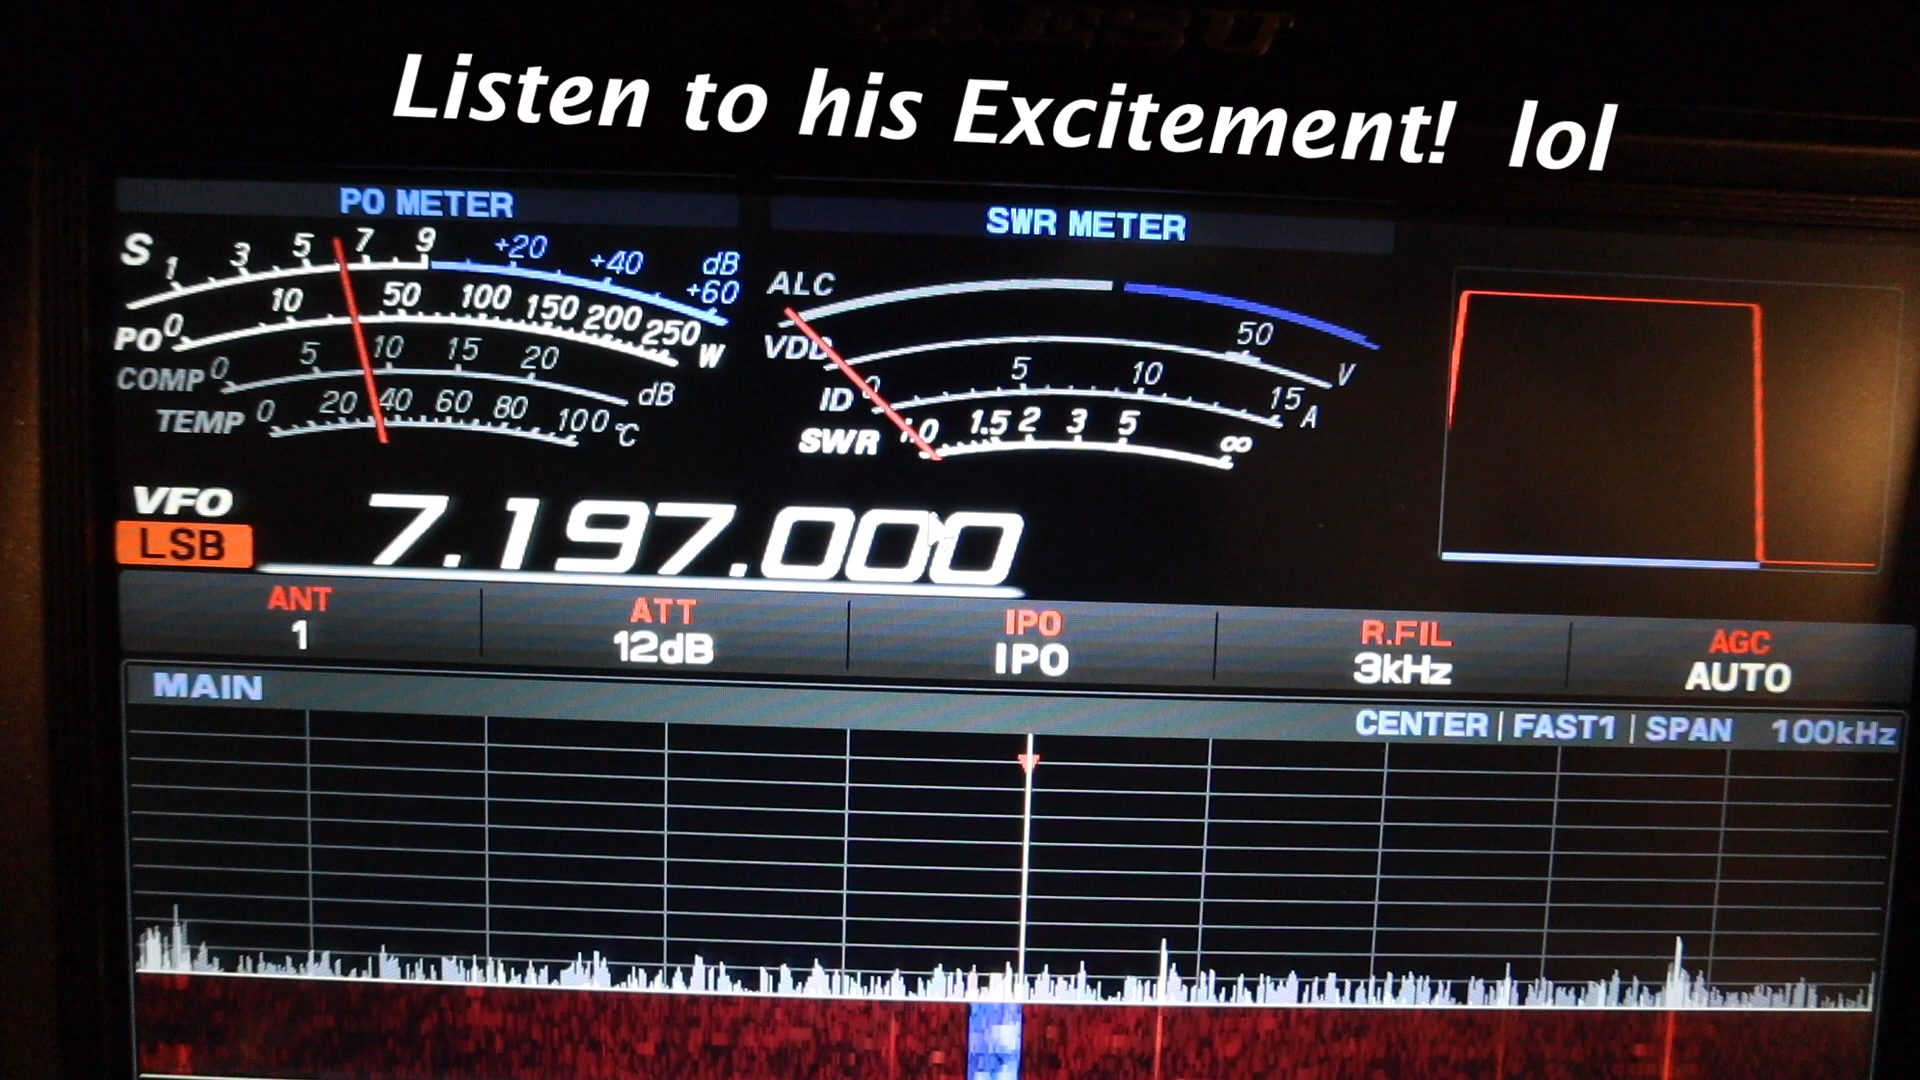 YAESU
Listen to his Excitement! lol
PO METER
S 1 3 5 7 9 +20 +40 +60 dB
PO 0 10 50 100 150 200 250 W
COMP 0 5 10 15 20 dB
TEMP 0 20 40 60 80 100 °C
SWR METER
ALC
VDD 50 V
ID 0 5 10 15 A
SWR 1.0 1.5 2 3 5 ∞
VFO
LSB
7.197.000
ANT ATT IPO R.FIL AGC
1 12dB IPO 3kHz AUTO
MAIN
CENTER | FAST1 | SPAN 100kHz